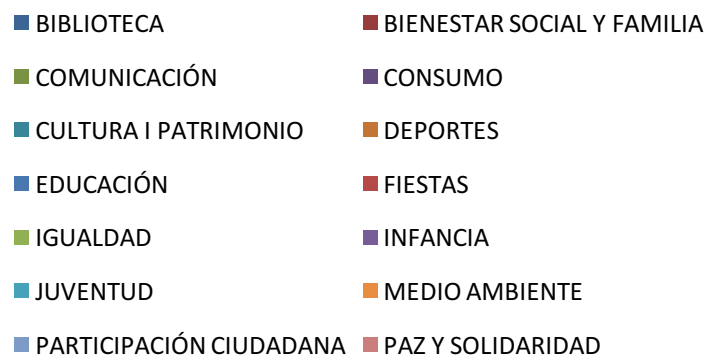 BIBLIOTECA
BIENESTAR SOCIAL Y FAMILIA
COMUNICACIÓN
CONSUMO
CULTURA I PATRIMONIO
DEPORTES
EDUCACIÓN
FIESTAS
IGUALDAD
INFANCIA
JUVENTUD
MEDIO AMBIENTE
PARTICIPACIÓN CIUDADANA
PAZ Y SOLIDARIDAD